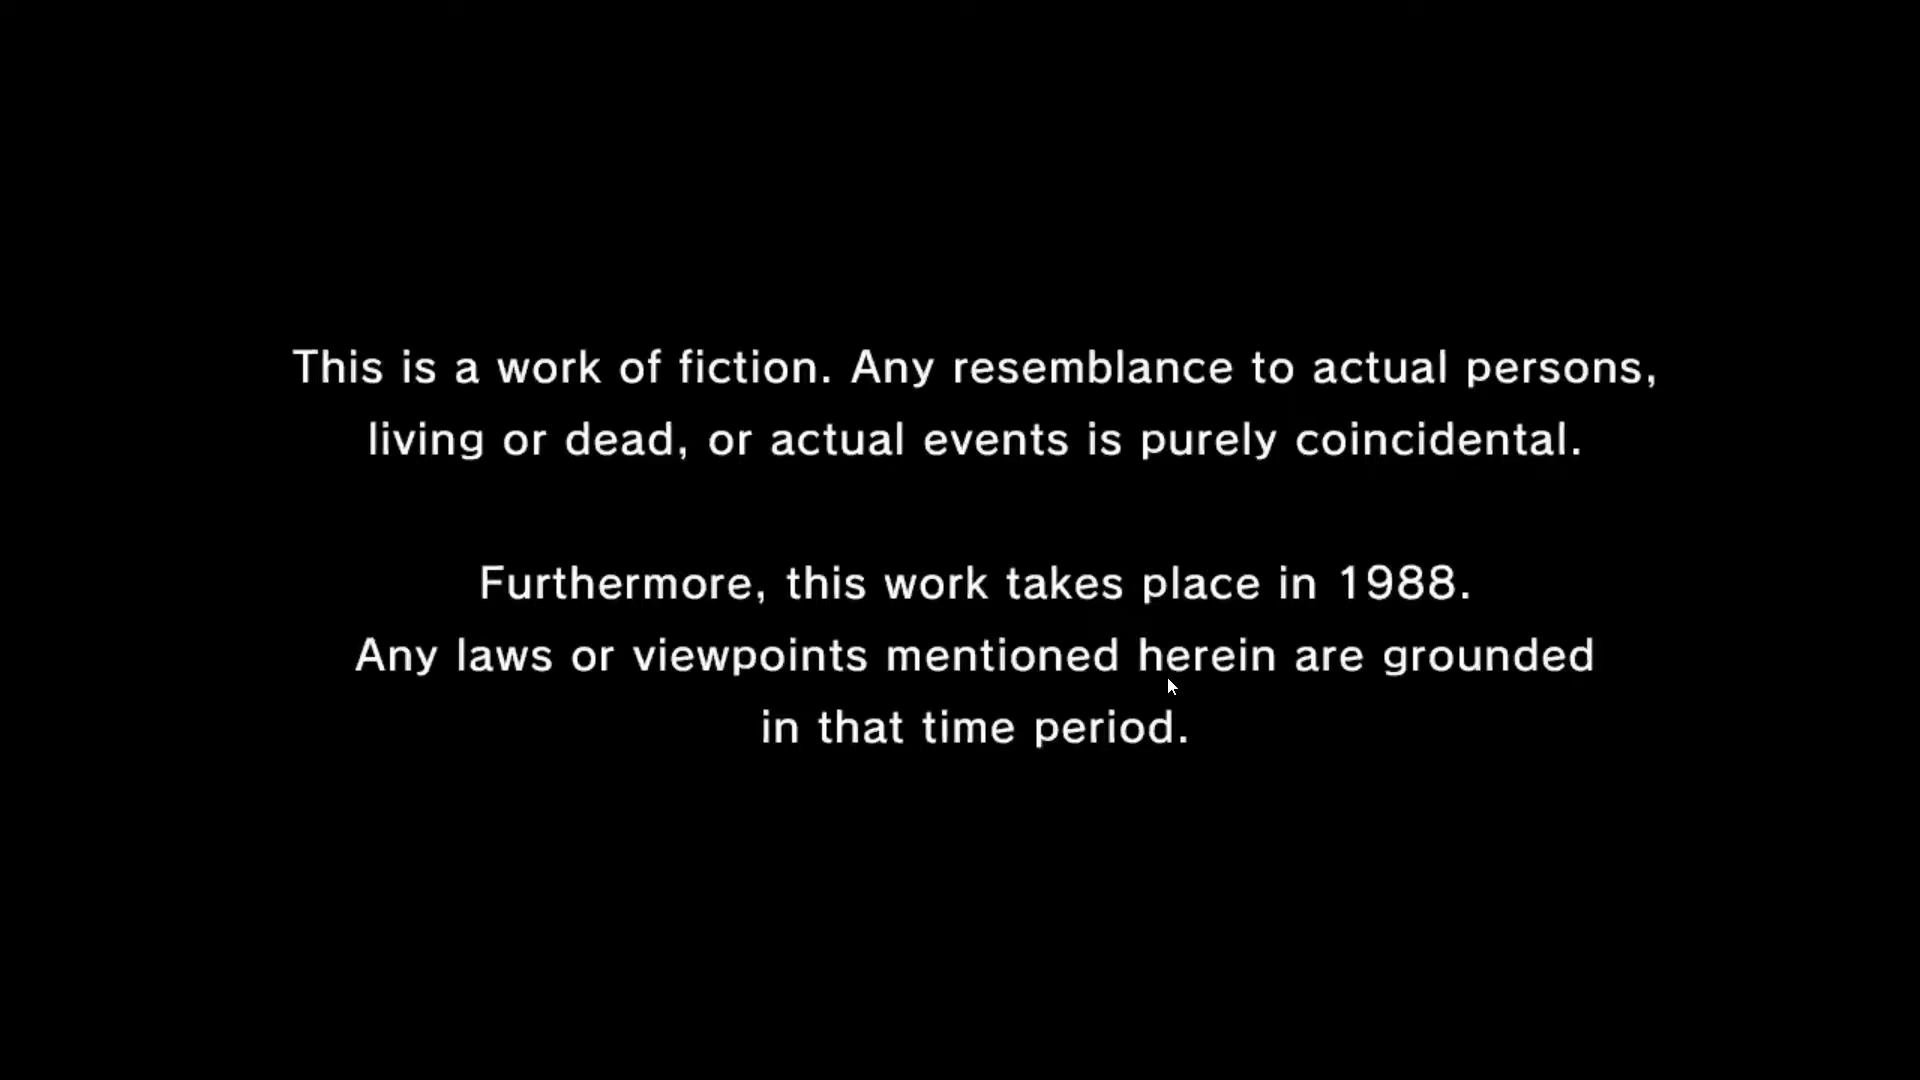 This is a work of fiction. Any resemblance to actual persons,
living or dead, or actual events is purely coincidental.
Furthermore, this work takes place in 1988.
Any laws or viewpoints mentioned herein are grounded
in that time period.